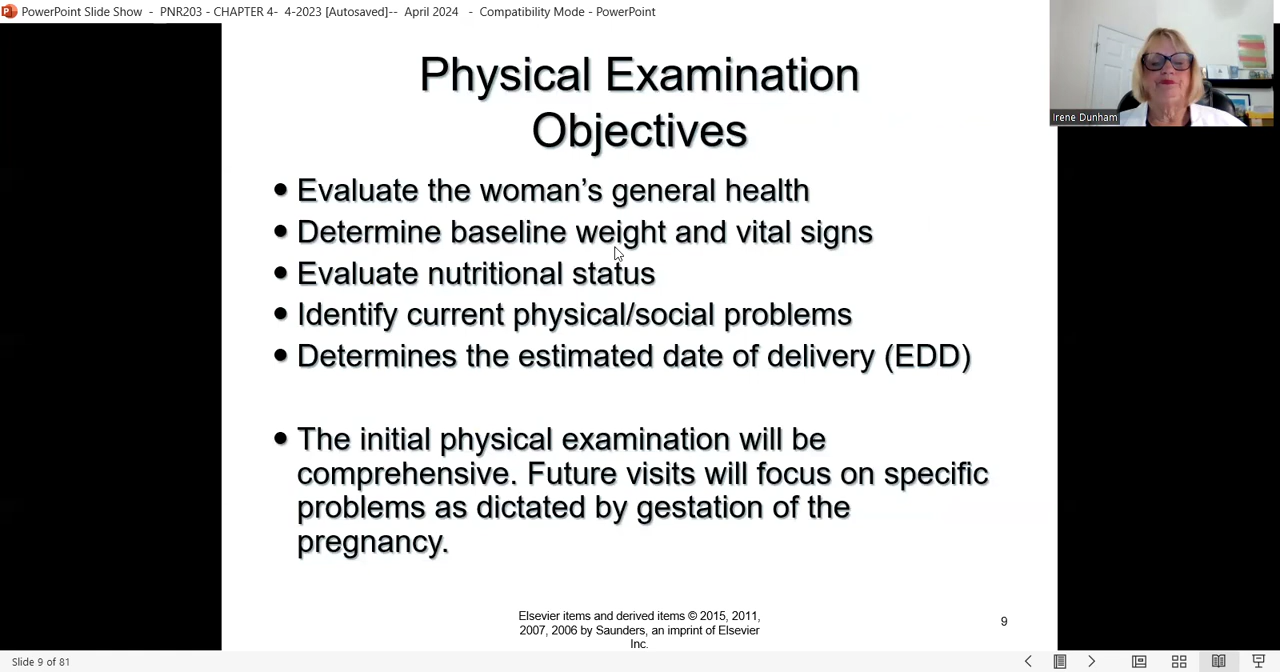 PowerPoint Slide Show - PNR203 - CHAPTER 4- 4-2023 [Autosaved]-- April 2024 - Compatibility Mode - PowerPoint
Irene Dunham
Physical Examination
Objectives
• Evaluate the woman’s general health
• Determine baseline weight and vital signs
• Evaluate nutritional status
• Identify current physical/social problems
• Determines the estimated date of delivery (EDD)
• The initial physical examination will be
comprehensive. Future visits will focus on specific
problems as dictated by gestation of the
pregnancy.
Elsevier items and derived items © 2015, 2011,
2007, 2006 by Saunders, an imprint of Elsevier
Inc.
9
Slide 9 of 81